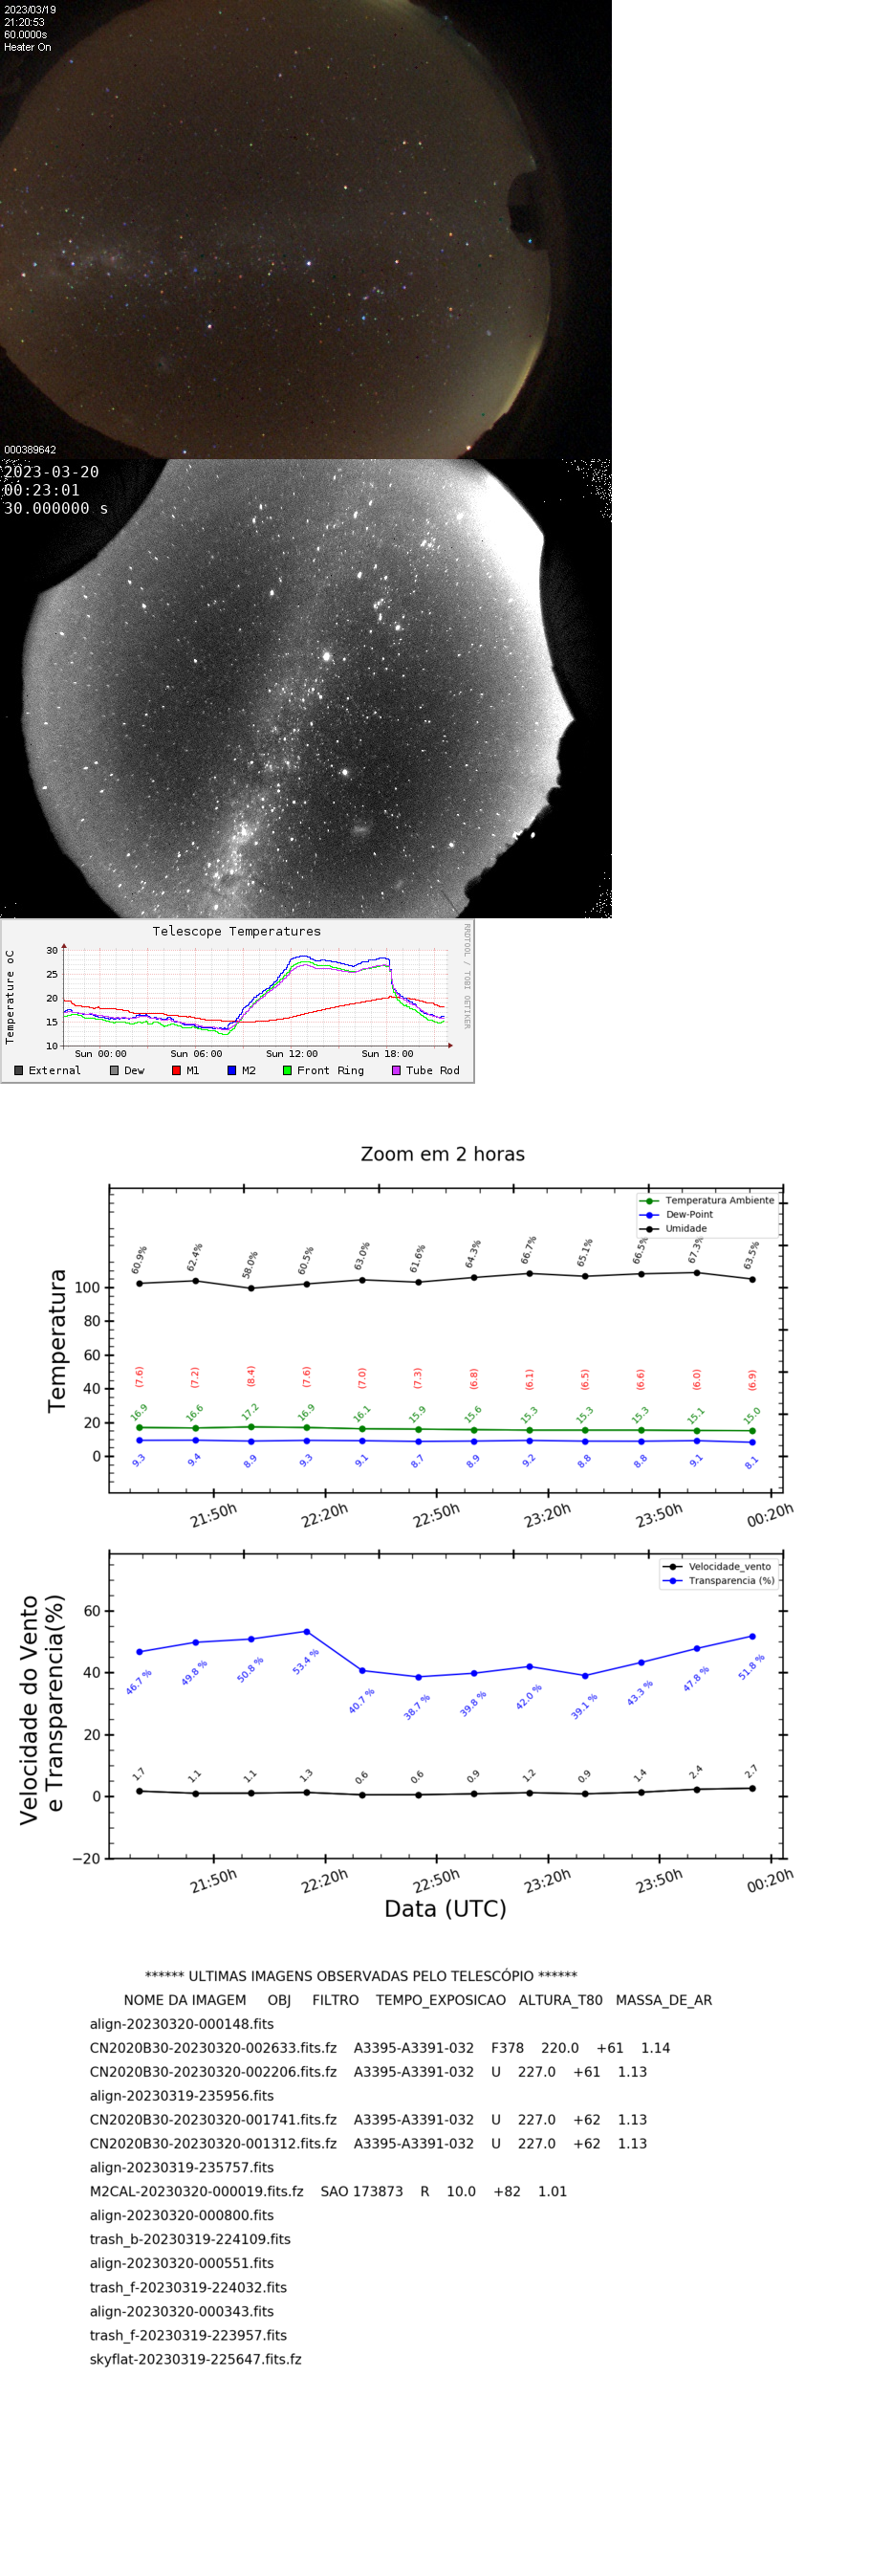 2023/03/19
21:20:53
60.0000s
Heater On
000389642
2023-03-20
00:23:01
30.000000 s
Telescope Temperatures
RRDTOOL / TOBI OETIKER
Temperature oC
30
25
20
15
10
Sun 00:00 Sun 06:00 Sun 12:00 Sun 18:00
External Dew M1 M2 Front Ring Tube Rod
Zoom em 2 horas
Temperatura Ambiente
Dew-Point
Umidade
60.9% 62.4% 58.0% 60.5% 63.0% 61.6% 64.3% 66.7% 65.1% 66.5% 67.3% 63.5%
Temperatura
100
80
60
40
20
0
(7.6) (7.2) (8.4) (7.6) (7.0) (7.3) (6.8) (6.1) (6.5) (6.6) (6.0) (6.9)
16.9 16.6 17.2 16.9 16.1 15.9 15.6 15.3 15.3 15.3 15.1 15.0
9.3 9.4 8.9 9.3 9.1 8.7 8.9 9.2 8.8 8.8 9.1 8.1
21:50h 22:20h 22:50h 23:20h 23:50h 00:20h
Velocidade_vento
Transparencia (%)
Velocidade do Vento
e Transparencia(%)
60
40
20
0
−20
46.7 % 49.8 % 50.8 % 53.4 % 40.7 % 38.7 % 39.8 % 42.0 % 39.1 % 43.3 % 47.8 % 51.8 %
1.7 1.1 1.1 1.3 0.6 0.6 0.9 1.2 0.9 1.4 2.4 2.7
21:50h 22:20h 22:50h 23:20h 23:50h 00:20h
Data (UTC)
****** ULTIMAS IMAGENS OBSERVADAS PELO TELESCÓPIO ******
NOME DA IMAGEM OBJ FILTRO TEMPO_EXPOSICAO ALTURA_T80 MASSA_DE_AR
align-20230320-000148.fits
CN2020B30-20230320-002633.fits.fz A3395-A3391-032 F378 220.0 +61 1.14
CN2020B30-20230320-002206.fits.fz A3395-A3391-032 U 227.0 +61 1.13
align-20230319-235956.fits
CN2020B30-20230320-001741.fits.fz A3395-A3391-032 U 227.0 +62 1.13
CN2020B30-20230320-001312.fits.fz A3395-A3391-032 U 227.0 +62 1.13
align-20230319-235757.fits
M2CAL-20230320-000019.fits.fz SAO 173873 R 10.0 +82 1.01
align-20230320-000800.fits
trash_b-20230319-224109.fits
align-20230320-000551.fits
trash_f-20230319-224032.fits
align-20230320-000343.fits
trash_f-20230319-223957.fits
skyflat-20230319-225647.fits.fz